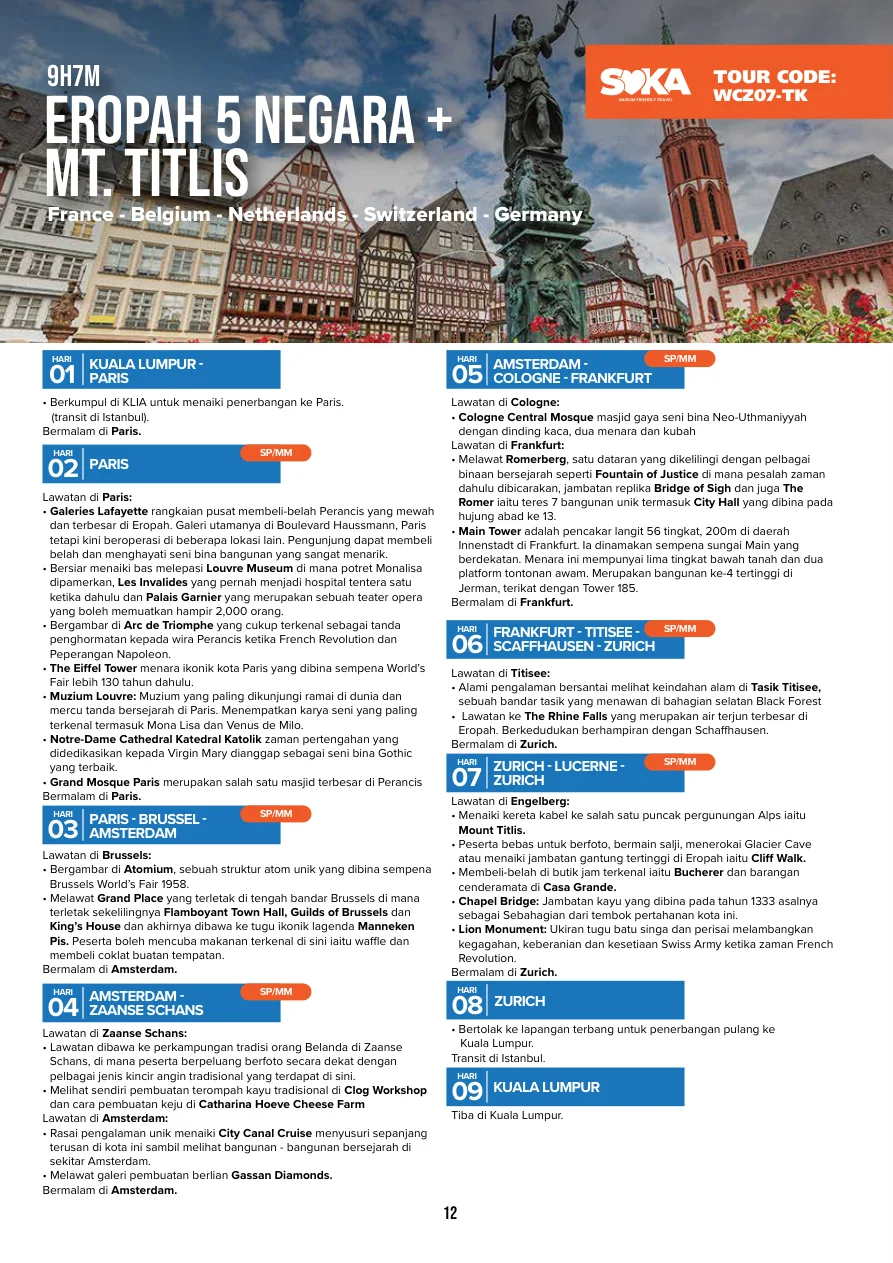 9H7M
EROPAH 5 NEGARA +
MT. TITLIS
France - Belgium - Netherlands - Switzerland - Germany
SOKA
MUSLIM FRIENDLY TRAVEL
TOUR CODE:
WCZ07-TK
HARI
01
KUALA LUMPUR -
PARIS
• Berkumpul di KLIA untuk menaiki penerbangan ke Paris.
(transit di Istanbul).
Bermalam di Paris.
HARI
02
PARIS
SP/MM
Lawatan di Paris:
• Galeries Lafayette rangkaian pusat membeli-belah Perancis yang mewah
dan terbesar di Eropah. Galeri utamanya di Boulevard Haussmann, Paris
tetapi kini beroperasi di beberapa lokasi lain. Pengunjung dapat membeli
belah dan menghayati seni bina bangunan yang sangat menarik.
• Bersiar menaiki bas melepasi Louvre Museum di mana potret Monalisa
dipamerkan, Les Invalides yang pernah menjadi hospital tentera satu
ketika dahulu dan Palais Garnier yang merupakan sebuah teater opera
yang boleh memuatkan hampir 2,000 orang.
• Bergambar di Arc de Triomphe yang cukup terkenal sebagai tanda
penghormatan kepada wira Perancis ketika French Revolution dan
Peperangan Napoleon.
• The Eiffel Tower menara ikonik kota Paris yang dibina sempena World's
Fair lebih 130 tahun dahulu.
• Muzium Louvre: Muzium yang paling dikunjungi ramai di dunia dan
mercu tanda bersejarah di Paris. Menempatkan karya seni yang paling
terkenal termasuk Mona Lisa dan Venus de Milo.
• Notre-Dame Cathedral Katedral Katolik zaman pertengahan yang
didedikasikan kepada Virgin Mary dianggap sebagai seni bina Gothic
yang terbaik.
• Grand Mosque Paris merupakan salah satu masjid terbesar di Perancis
Bermalam di Paris.
HARI
03
PARIS - BRUSSEL -
AMSTERDAM
SP/MM
Lawatan di Brussels:
• Bergambar di Atomium, sebuah struktur atom unik yang dibina sempena
Brussels World's Fair 1958.
• Melawat Grand Place yang terletak di tengah bandar Brussels di mana
terletak sekelilingnya Flamboyant Town Hall, Guilds of Brussels dan
King's House dan akhirnya dibawa ke tugu ikonik lagenda Manneken
Pis. Peserta boleh mencuba makanan terkenal di sini iaitu waffle dan
membeli coklat buatan tempatan.
Bermalam di Amsterdam.
HARI
04
AMSTERDAM -
ZAANSE SCHANS
SP/MM
Lawatan di Zaanse Schans:
• Lawatan dibawa ke perkampungan tradisi orang Belanda di Zaanse
Schans, di mana peserta berpeluang berfoto secara dekat dengan
pelbagai jenis kincir angin tradisional yang terdapat di sini.
• Melihat sendiri pembuatan terompah kayu tradisional di Clog Workshop
dan cara pembuatan keju di Catharina Hoeve Cheese Farm
Lawatan di Amsterdam:
• Rasai pengalaman unik menaiki City Canal Cruise menyusuri sepanjang
terusan di kota ini sambil melihat bangunan - bangunan bersejarah di
sekitar Amsterdam.
• Melawat galeri pembuatan berlian Gassan Diamonds.
Bermalam di Amsterdam.
HARI
05
AMSTERDAM -
COLOGNE - FRANKFURT
SP/MM
Lawatan di Cologne:
• Cologne Central Mosque masjid gaya seni bina Neo-Uthmaniyyah
dengan dinding kaca, dua menara dan kubah
Lawatan di Frankfurt:
• Melawat Romerberg, satu dataran yang dikelilingi dengan pelbagai
binaan bersejarah seperti Fountain of Justice di mana pesalah zaman
dahulu dibicarakan, jambatan replika Bridge of Sigh dan juga The
Romer iaitu teres 7 bangunan unik termasuk City Hall yang dibina pada
hujung abad ke 13.
• Main Tower adalah pencakar langit 56 tingkat, 200m di daerah
Innenstadt di Frankfurt. Ia dinamakan sempena sungai Main yang
berdekatan. Menara ini mempunyai lima tingkat bawah tanah dan dua
platform tontonan awam. Merupakan bangunan ke-4 tertinggi di
Jerman, terikat dengan Tower 185.
Bermalam di Frankfurt.
HARI
06
FRANKFURT - TITISEE -
SCAFFHAUSEN - ZURICH
SP/MM
Lawatan di Titisee:
• Alami pengalaman bersantai melihat keindahan alam di Tasik Titisee,
sebuah bandar tasik yang menawan di bahagian selatan Black Forest
• Lawatan ke The Rhine Falls yang merupakan air terjun terbesar di
Eropah. Berkedudukan berhampiran dengan Schaffhausen.
Bermalam di Zurich.
HARI
07
ZURICH - LUCERNE -
ZURICH
SP/MM
Lawatan di Engelberg:
• Menaiki kereta kabel ke salah satu puncak pergunungan Alps iaitu
Mount Titlis.
• Peserta bebas untuk berfoto, bermain salji, menerokai Glacier Cave
atau menaiki jambatan gantung tertinggi di Eropah iaitu Cliff Walk.
• Membeli-belah di butik jam terkenal iaitu Bucherer dan barangan
cenderamata di Casa Grande.
• Chapel Bridge: Jambatan kayu yang dibina pada tahun 1333 asalnya
sebagai Sebahagian dari tembok pertahanan kota ini.
• Lion Monument: Ukiran tugu batu singa dan perisai melambangkan
kegagahan, keberanian dan kesetiaan Swiss Army ketika zaman French
Revolution.
Bermalam di Zurich.
HARI
08
ZURICH
• Bertolak ke lapangan terbang untuk penerbangan pulang ke
Kuala Lumpur.
Transit di Istanbul.
HARI
09
KUALA LUMPUR
Tiba di Kuala Lumpur.
12